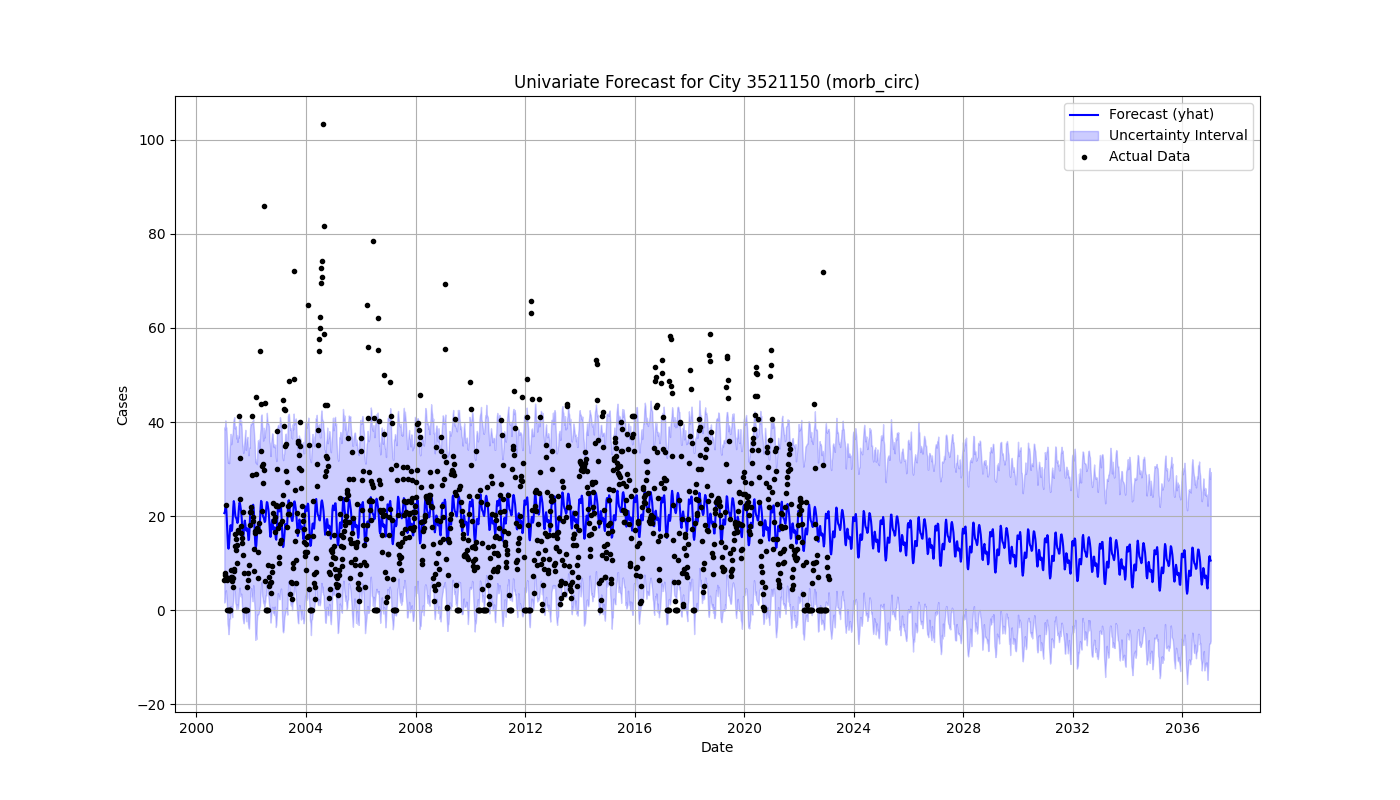 Univariate Forecast for City 3521150 (morb_circ)
Forecast (yhat)
Uncertainty Interval
Actual Data
Cases
100
80
60
40
20
0
−20
2000 2004 2008 2012 2016 2020 2024 2028 2032 2036
Date